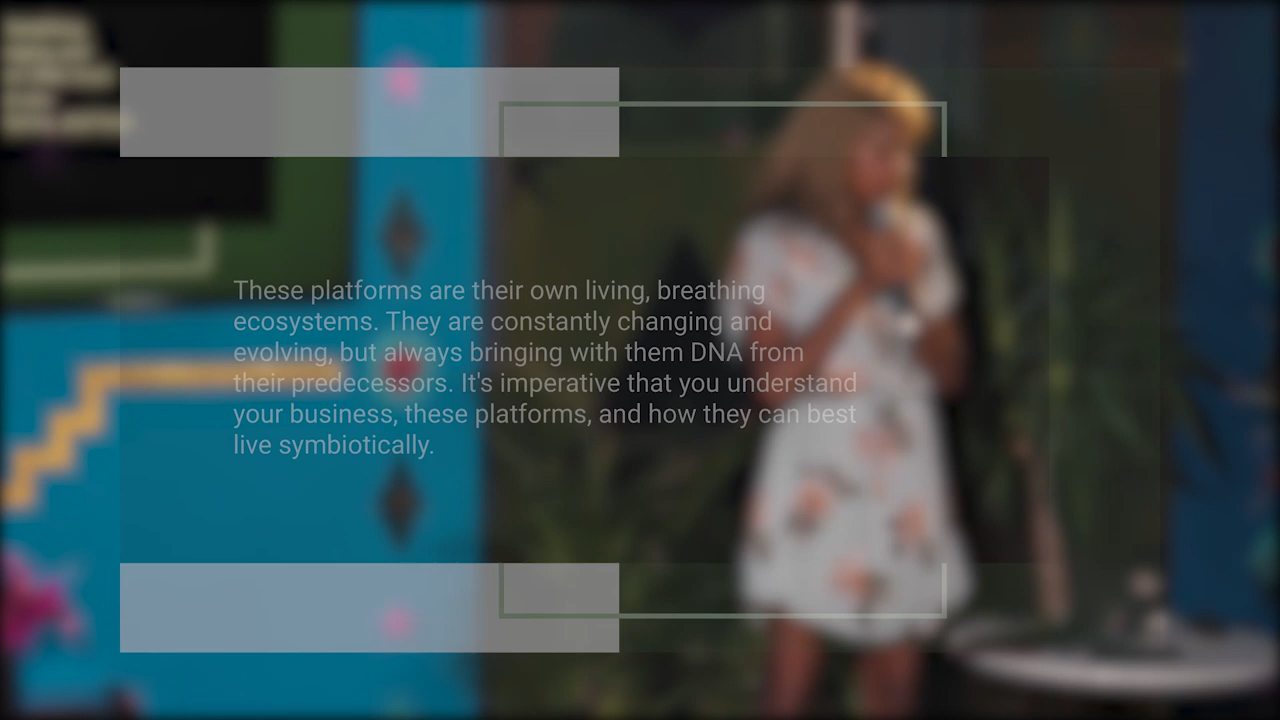 These platforms are their own living, breathing
ecosystems. They are constantly changing and
evolving, but always bringing with them DNA from
their predecessors. It's imperative that you understand
your business, these platforms, and how they can best
live symbiotically.